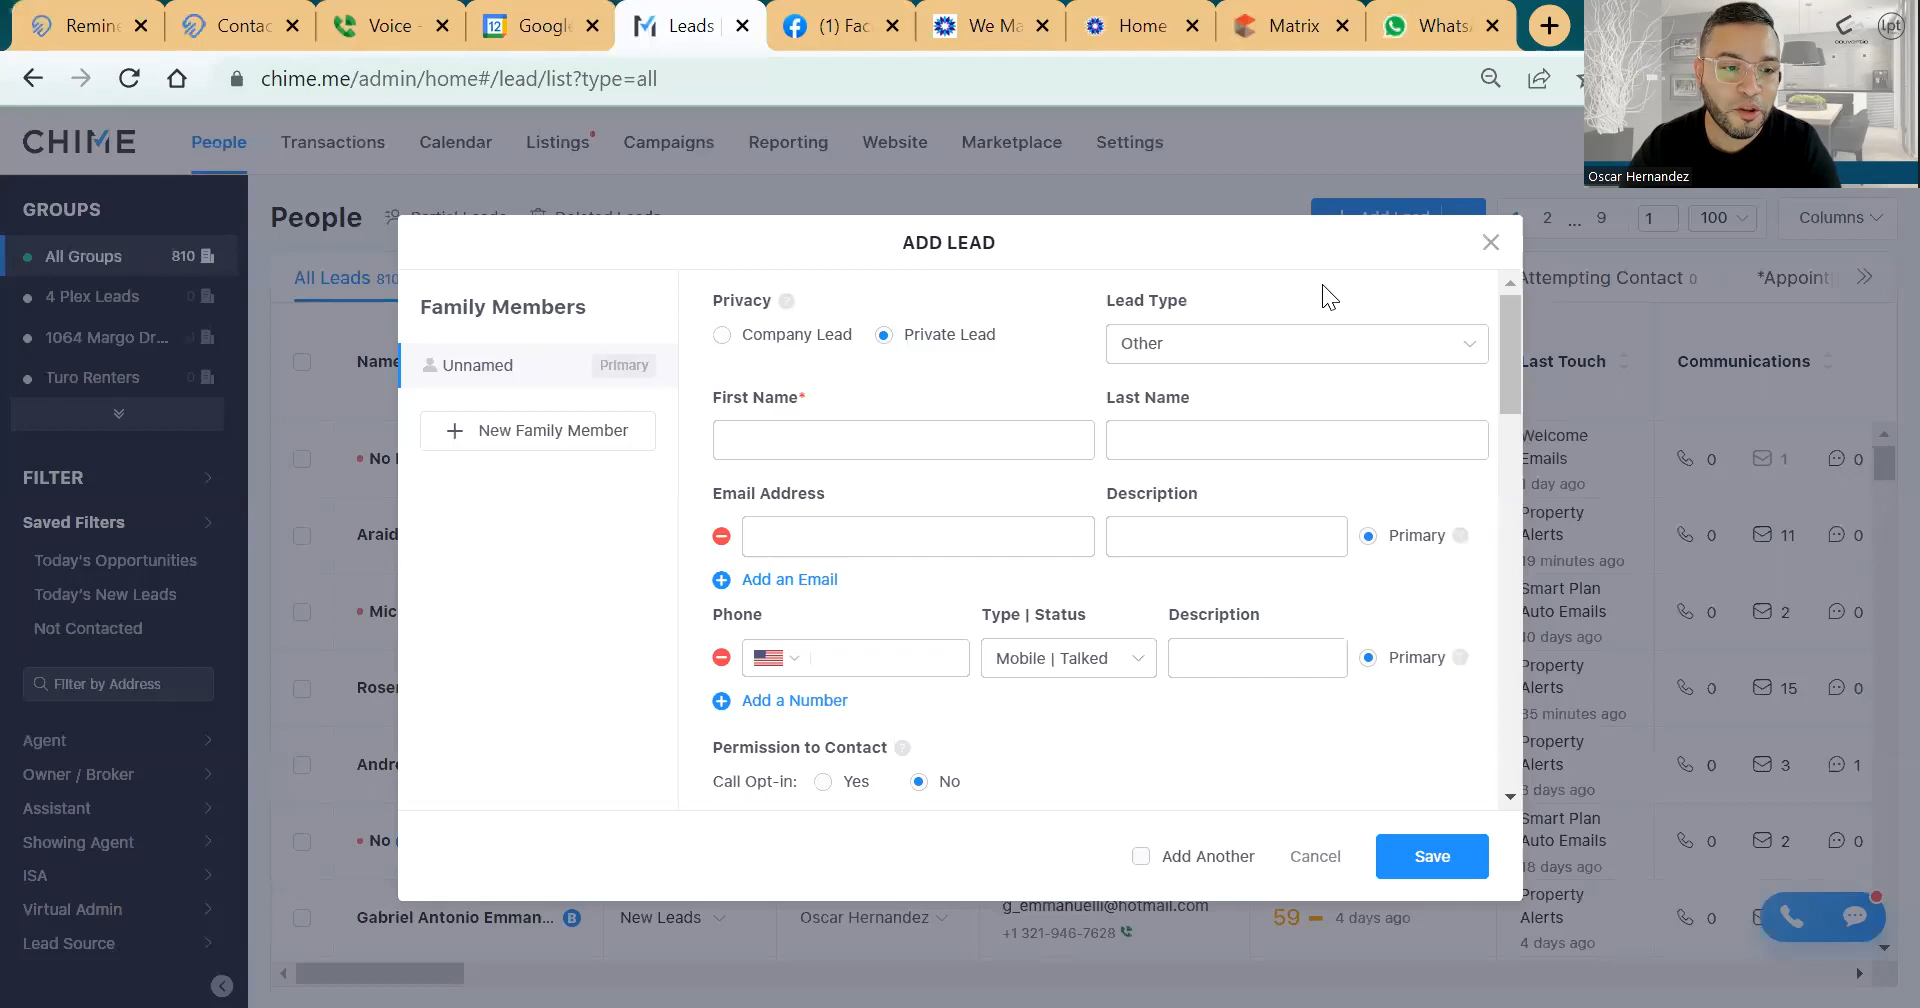 Remin
Contac
Voice -
Google
Leads |
(1) Fac
We Ma
Home
Matrix
Whats
12
chime.me/admin/home#/lead/list?type=all
lpt
Oscar Hernandez
CHIME
People
Transactions
Calendar
Listings
Campaigns
Reporting
Website
Marketplace
Settings
GROUPS
All Groups 810
4 Plex Leads 0
1064 Margo Dr... 0
Turo Renters 0
FILTER
Saved Filters
Today's Opportunities
Today's New Leads
Not Contacted
Filter by Address
Agent
Owner / Broker
Assistant
Showing Agent
ISA
Virtual Admin
Lead Source
People
2 ... 9 1 100 Columns
All Leads 810
Attempting Contact 0 *Appoint
Name
Last Touch
Communications
ADD LEAD
Family Members
Unnamed Primary
+ New Family Member
Privacy
Company Lead Private Lead
Lead Type
Other
First Name*
Last Name
Email Address
Description
Primary
Add an Email
Phone
Type | Status
Description
Mobile | Talked
Primary
Add a Number
Permission to Contact
Call Opt-in: Yes No
Add Another
Cancel
Save
No
Araid
Mic
Roser
Andre
No
Welcome
Emails
1 day ago
0 1 0
Property
Alerts
19 minutes ago
0 11 0
Smart Plan
Auto Emails
10 days ago
0 2 0
Property
Alerts
35 minutes ago
0 15 0
Property
Alerts
3 days ago
0 3 1
Smart Plan
Auto Emails
18 days ago
0 2 0
Property
Alerts
4 days ago
0
Gabriel Antonio Emman... B
New Leads
Oscar Hernandez
g_emmanuelli@hotmail.com
+1 321-946-7628
59 4 days ago